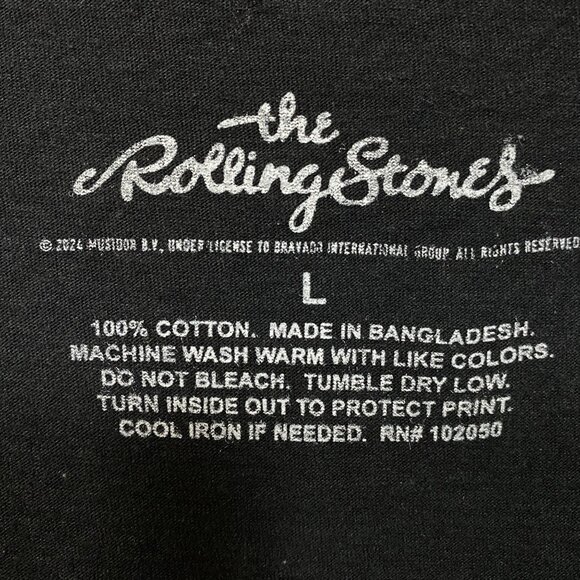 the
Rolling Stones
© 2024 MUSIDOR B.V., UNDER LICENSE TO BRAVADO INTERNATIONAL GROUP ALL RIGHTS RESERVED
L
100% COTTON. MADE IN BANGLADESH.
MACHINE WASH WARM WITH LIKE COLORS.
DO NOT BLEACH. TUMBLE DRY LOW.
TURN INSIDE OUT TO PROTECT PRINT.
COOL IRON IF NEEDED. RN# 102050